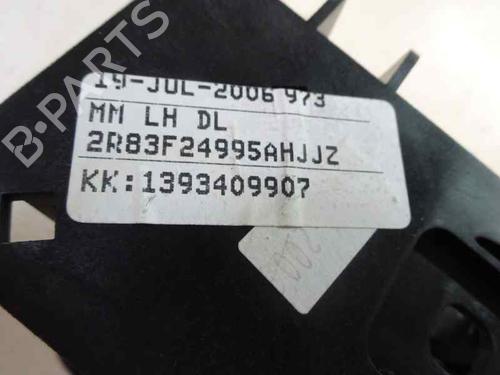 B-PARTS
19-JUL-2006 973
MM LH DL
2R83F24995AHJJZ
KK:1393409907